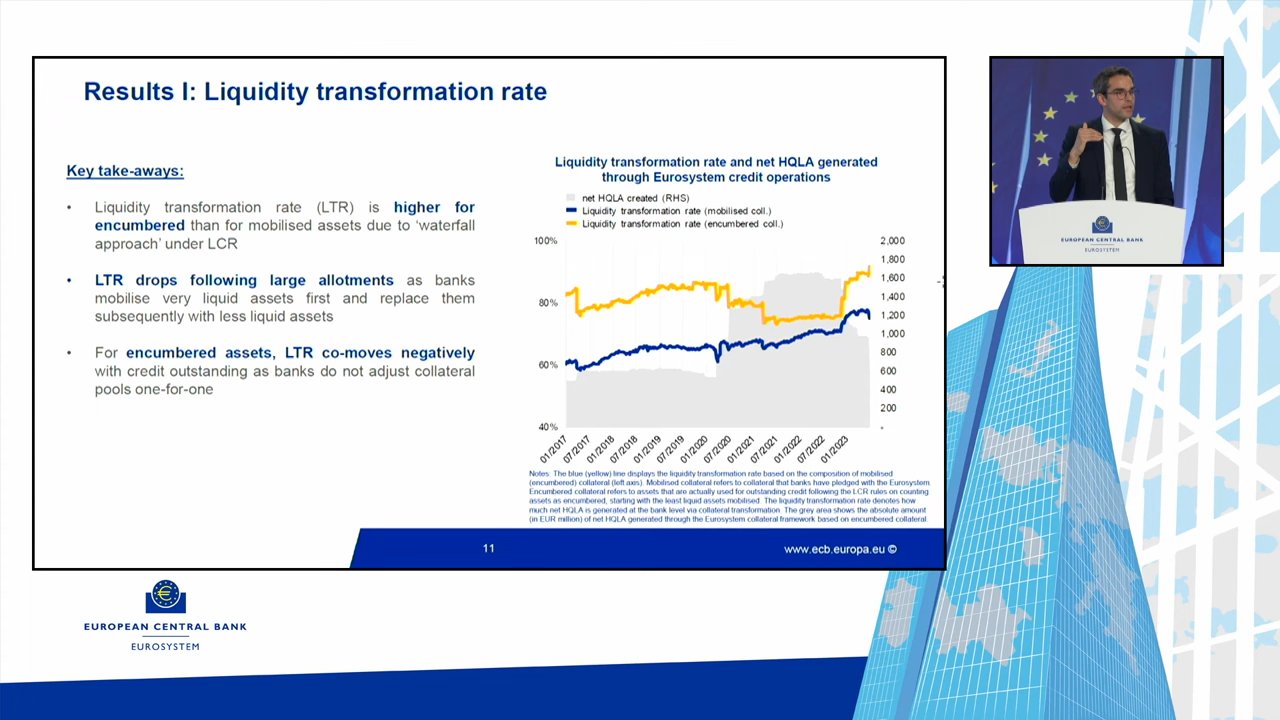 Results I: Liquidity transformation rate
Key take-aways:
• Liquidity transformation rate (LTR) is higher for
encumbered than for mobilised assets due to ‘waterfall
approach’ under LCR
• LTR drops following large allotments as banks
mobilise very liquid assets first and replace them
subsequently with less liquid assets
• For encumbered assets, LTR co-moves negatively
with credit outstanding as banks do not adjust collateral
pools one-for-one
Liquidity transformation rate and net HQLA generated
through Eurosystem credit operations
net HQLA created (RHS)
Liquidity transformation rate (mobilised coll.)
Liquidity transformation rate (encumbered coll.)
100%
80%
60%
40%
2,000
1,800
1,600
1,400
1,200
1,000
800
600
400
200
-
01/2017
07/2017
01/2018
07/2018
01/2019
07/2019
01/2020
07/2020
01/2021
07/2021
01/2022
07/2022
01/2023
Notes: The blue (yellow) line displays the liquidity transformation rate based on the composition of mobilised
(encumbered) collateral (left axis). Mobilised collateral refers to collateral that banks have pledged with the Eurosystem.
Encumbered collateral refers to assets that are actually used for outstanding credit following the LCR rules on counting
assets as encumbered, starting with the least liquid assets mobilised. The liquidity transformation rate denotes how
much net HQLA is generated at the bank level via collateral transformation. The grey area shows the absolute amount
(in EUR million) of net HQLA generated through the Eurosystem collateral framework based on encumbered collateral.
11
www.ecb.europa.eu ©
EUROPEAN CENTRAL BANK
EUROSYSTEM
EUROPEAN CENTRAL BANK
EUROSYSTEM